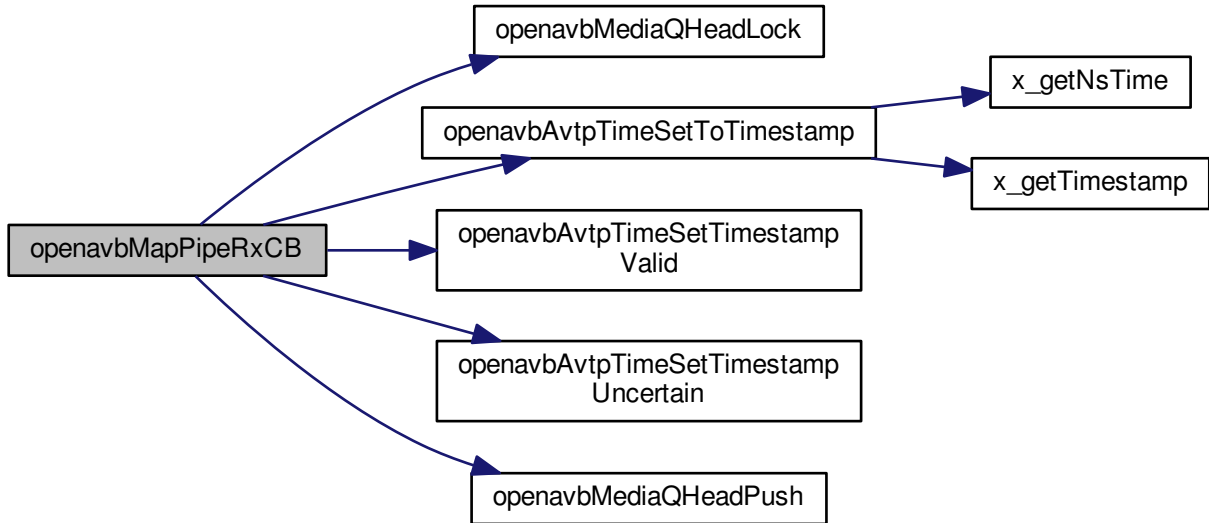 openavbMediaQHeadLock
x_getNsTime
openavbAvtpTimeSetToTimestamp
x_getTimestamp
openavbMapPipeRxCB
openavbAvtpTimeSetTimestamp
Valid
openavbAvtpTimeSetTimestamp
Uncertain
openavbMediaQHeadPush